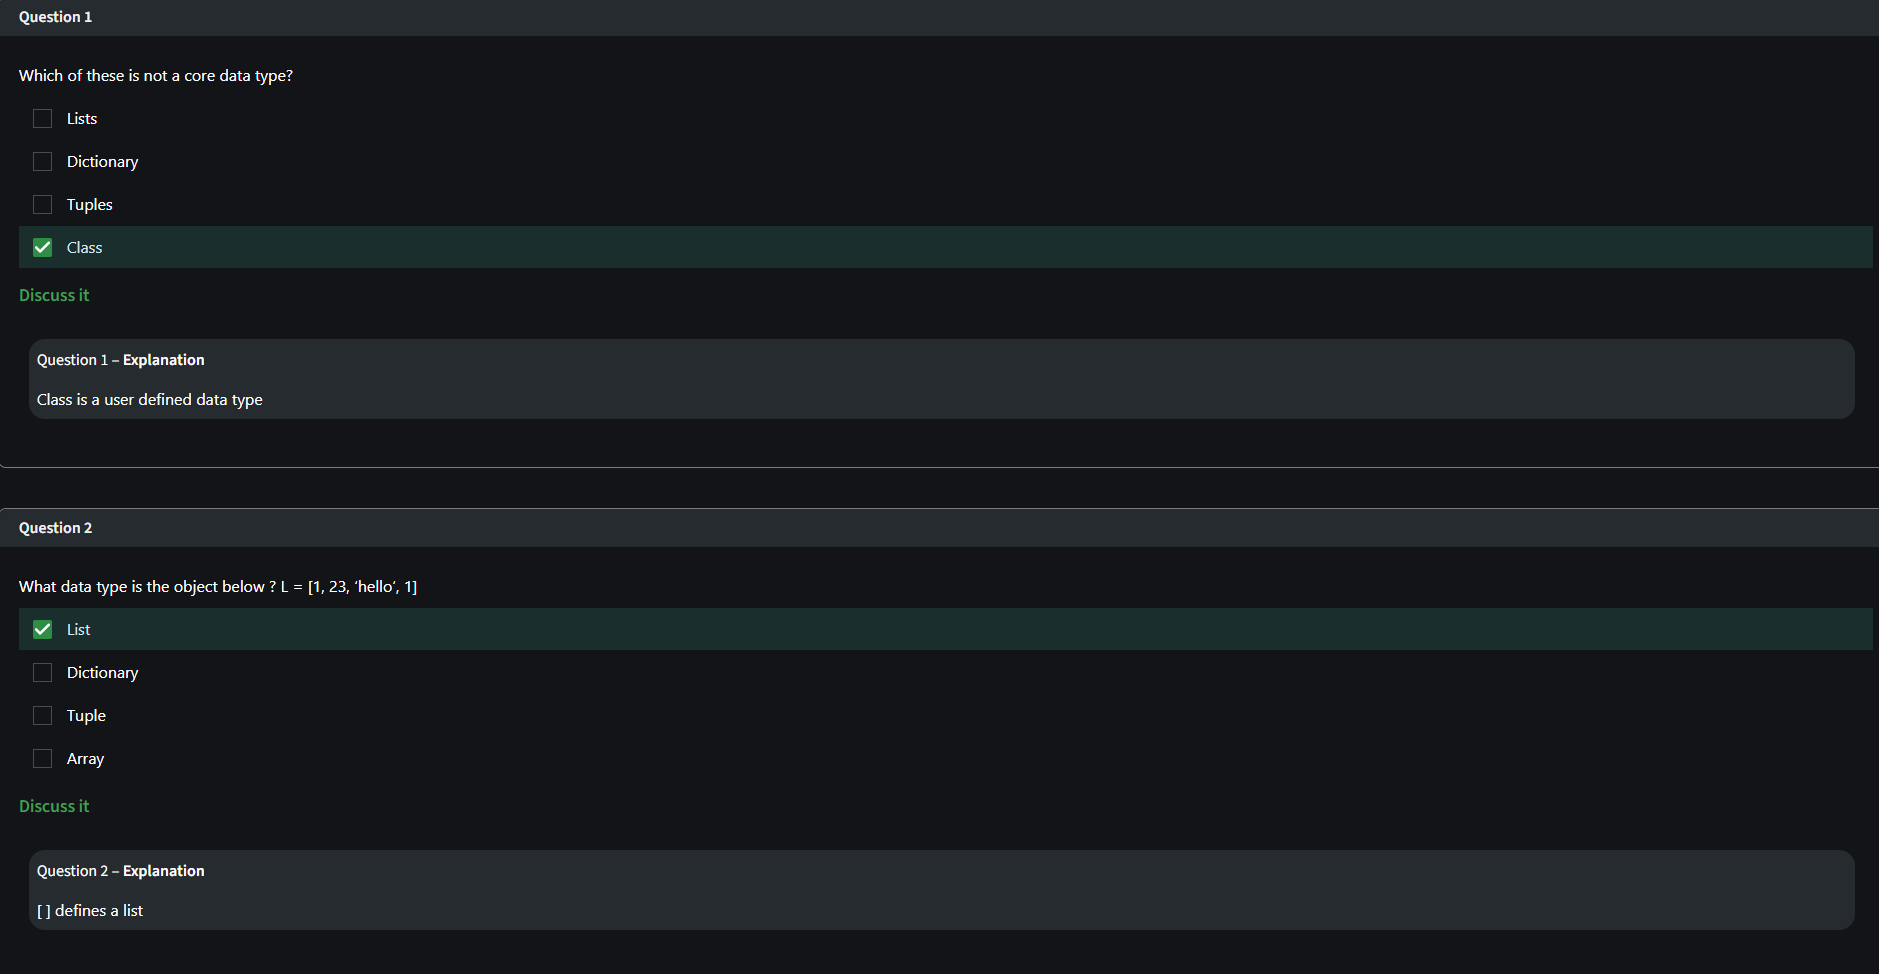 Question 1
Which of these is not a core data type?
Lists
Dictionary
Tuples
Class
Discuss it
Question 1 – Explanation
Class is a user defined data type
Question 2
What data type is the object below ? L = [1, 23, ‘hello’, 1]
List
Dictionary
Tuple
Array
Discuss it
Question 2 – Explanation
[ ] defines a list